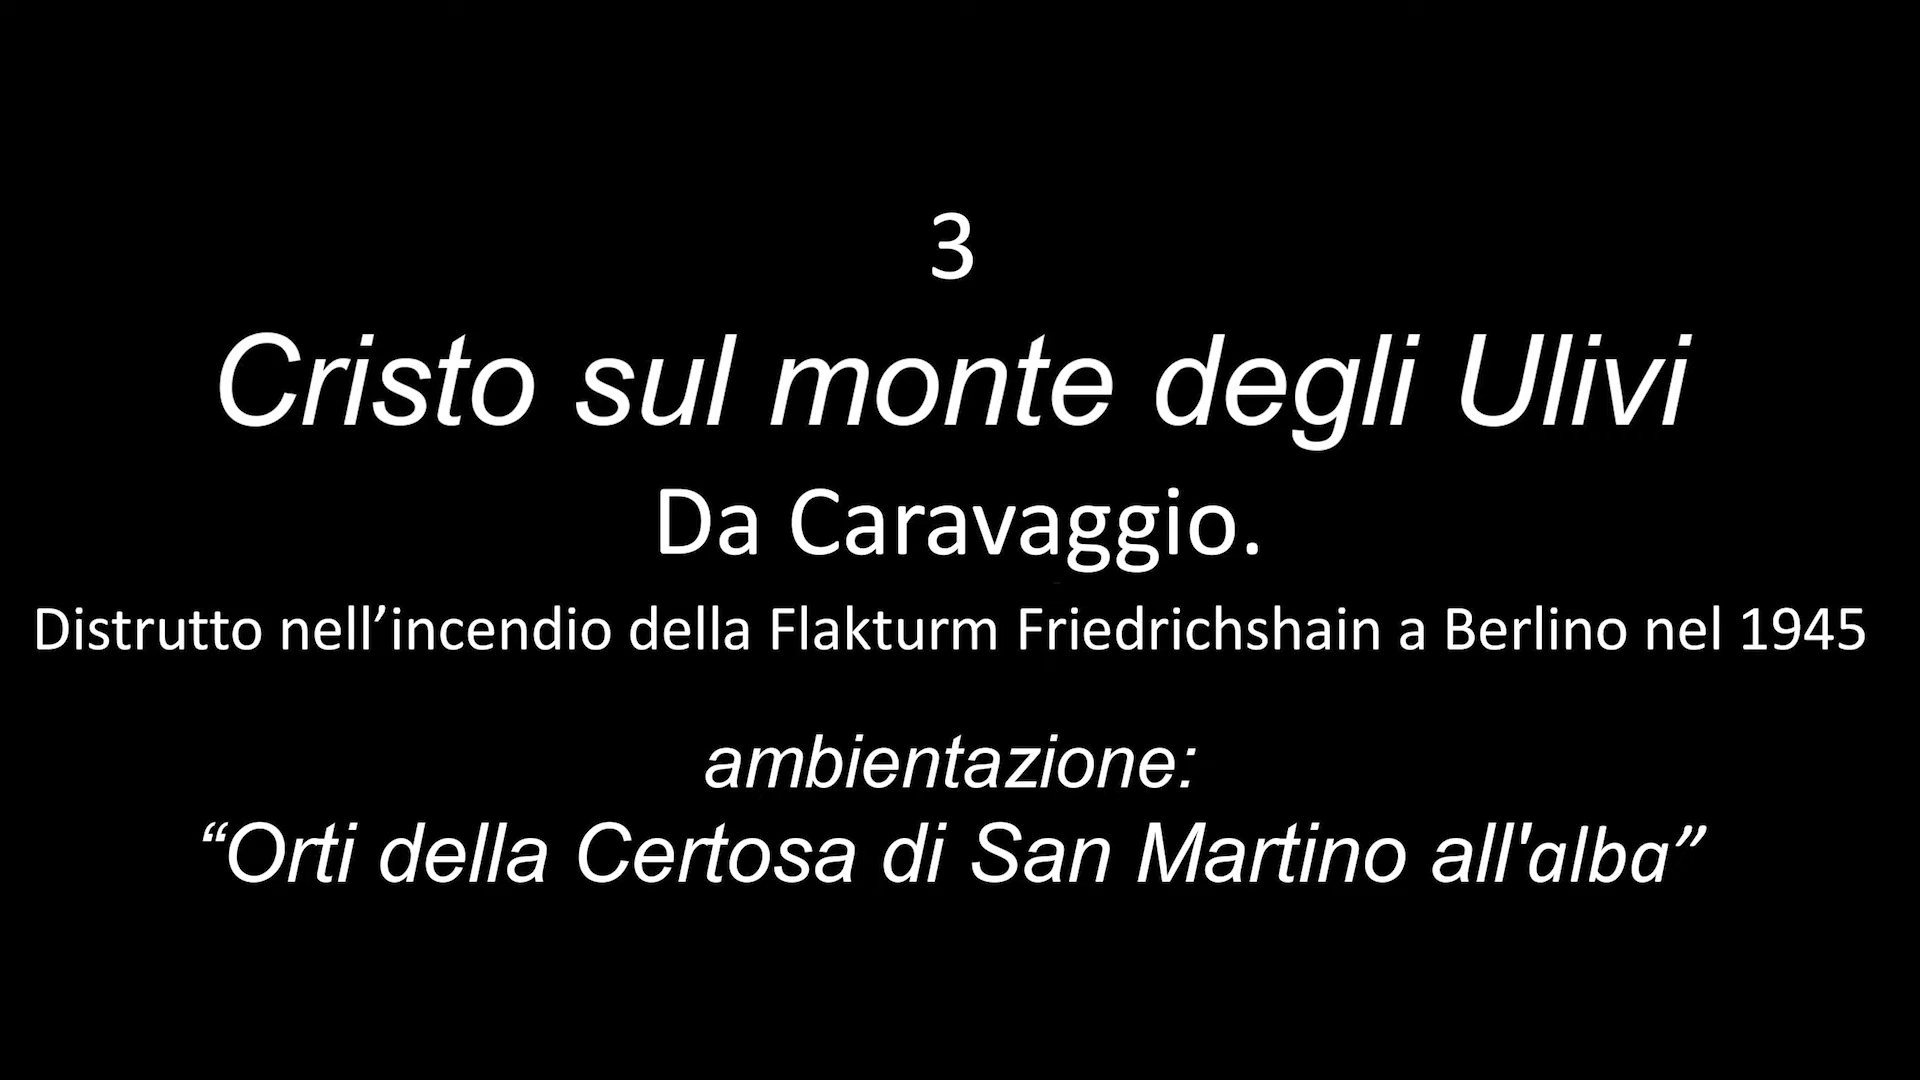 3
Cristo sul monte degli Ulivi
Da Caravaggio.
Distrutto nell’incendio della Flakturm Friedrichshain a Berlino nel 1945
ambientazione:
“Orti della Certosa di San Martino all'alba”